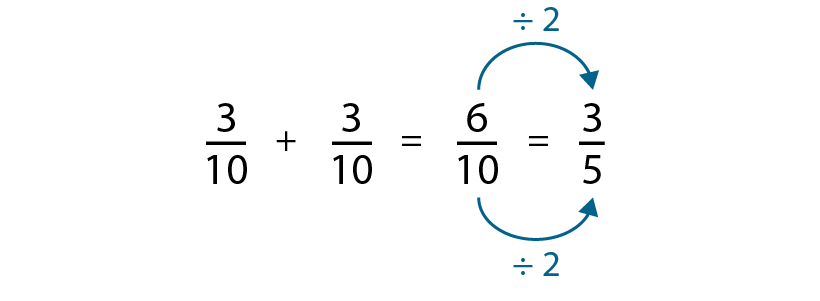 ÷ 2
3/10 + 3/10 = 6/10 = 3/5
÷ 2